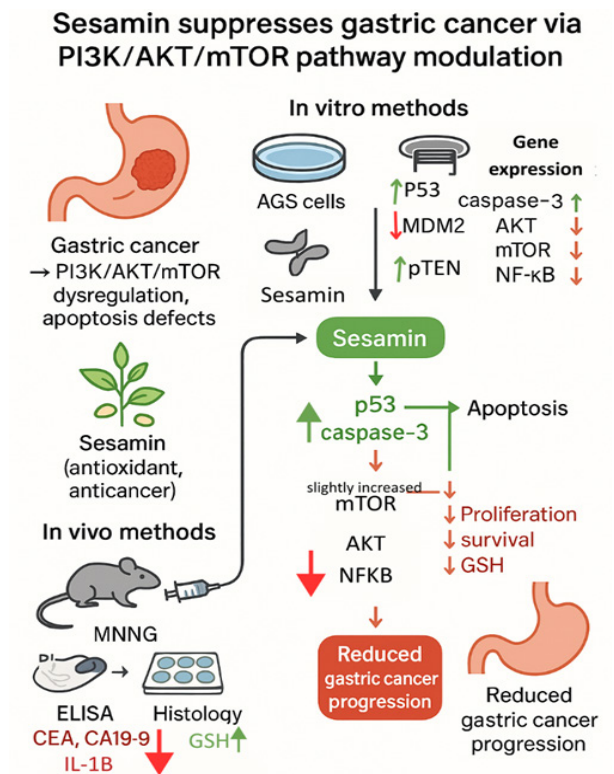 Sesamin suppresses gastric cancer via
PI3K/AKT/mTOR pathway modulation
Gastric cancer
→ PI3K/AKT/mTOR
dysregulation,
apoptosis defects
Sesamin
(antioxidant,
anticancer)
In vitro methods
AGS cells
Sesamin
↑P53
↓MDM2
↑pTEN
Gene
expression
caspase-3 ↑
AKT ↓
mTOR ↓
NF-κB ↓
Sesamin
↑ p53
caspase-3
Apoptosis
slightly increased
mTOR
↓
↓ Proliferation
↓ survival
↓ GSH
↓ AKT
NFKB
Reduced
gastric cancer
progression
Reduced
gastric cancer
progression
In vivo methods
MNNG
ELISA
CEA, CA19-9
IL-1B ↓
Histology
GSH↑